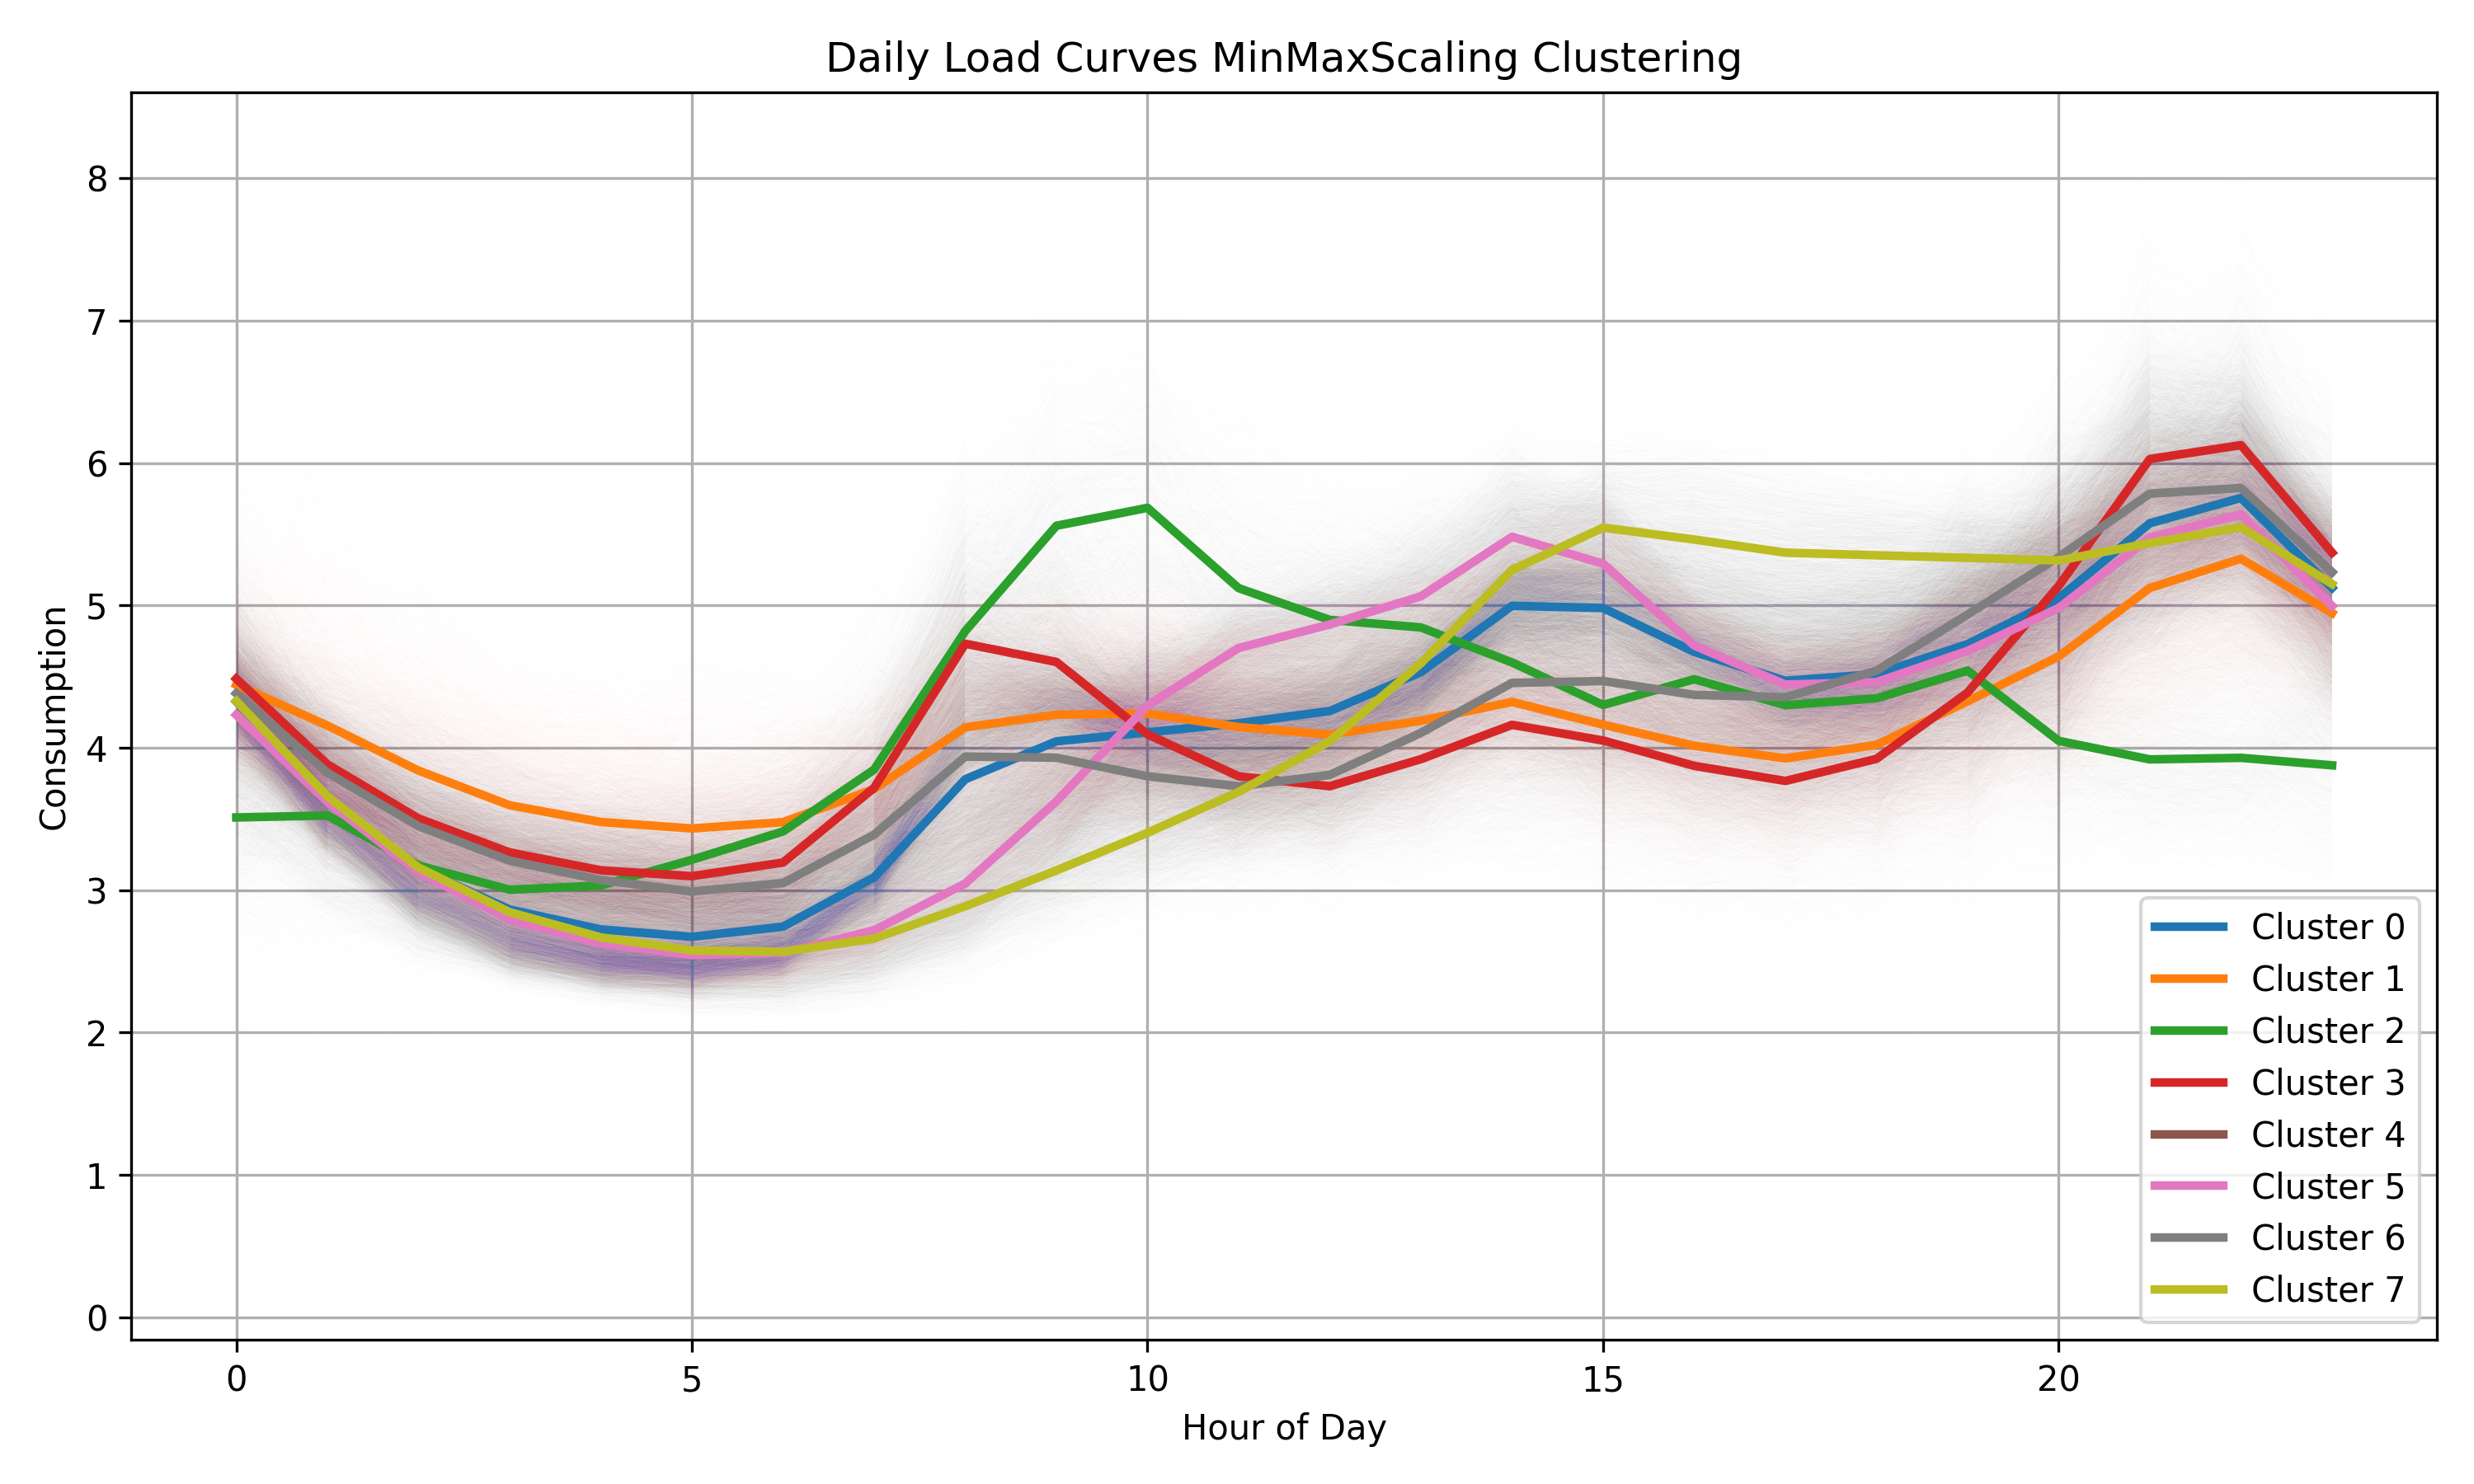 Daily Load Curves MinMaxScaling Clustering
8
7
6
5
4
3
2
1
0
Consumption
0 5 10 15 20
Hour of Day
Cluster 0
Cluster 1
Cluster 2
Cluster 3
Cluster 4
Cluster 5
Cluster 6
Cluster 7